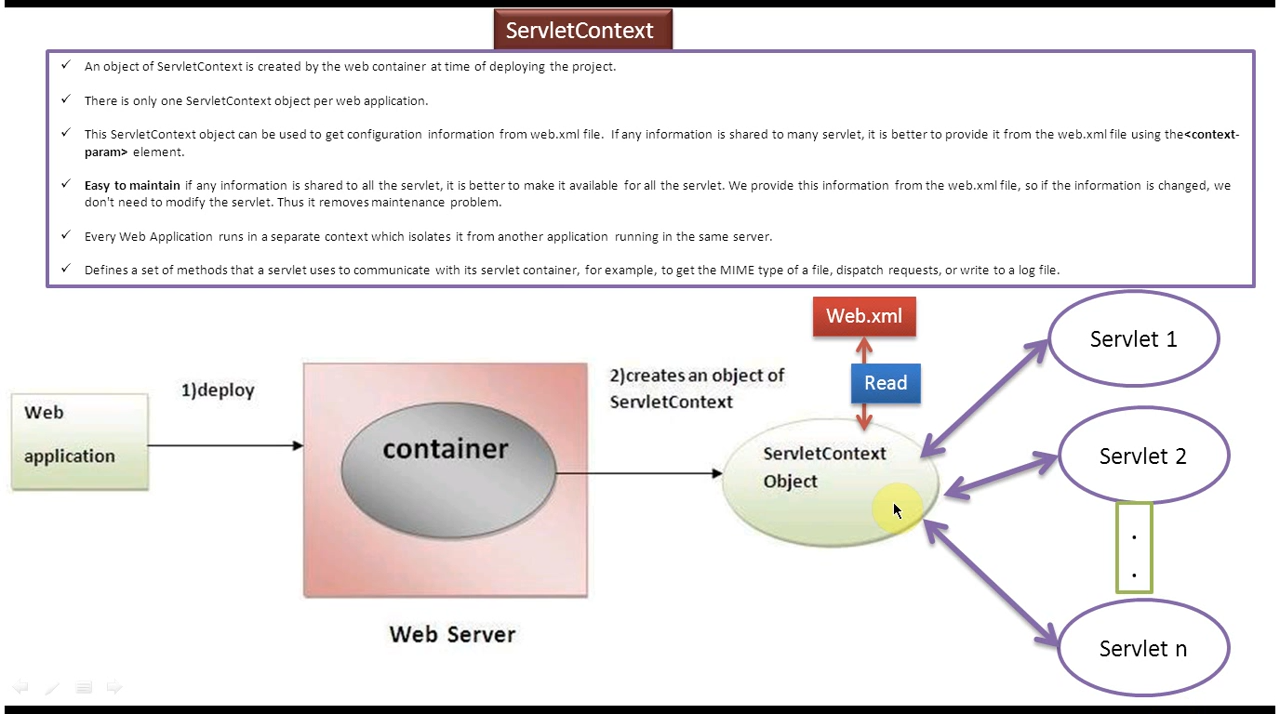 ServletContext
✓ An object of ServletContext is created by the web container at time of deploying the project.
✓ There is only one ServletContext object per web application.
✓ This ServletContext object can be used to get configuration information from web.xml file. If any information is shared to many servlet, it is better to provide it from the web.xml file using the<context-
param> element.
✓ Easy to maintain if any information is shared to all the servlet, it is better to make it available for all the servlet. We provide this information from the web.xml file, so if the information is changed, we
don't need to modify the servlet. Thus it removes maintenance problem.
✓ Every Web Application runs in a separate context which isolates it from another application running in the same server.
✓ Defines a set of methods that a servlet uses to communicate with its servlet container, for example, to get the MIME type of a file, dispatch requests, or write to a log file.
Web
application
1)deploy
container
Web Server
2)creates an object of
ServletContext
Web.xml
Read
ServletContext
Object
Servlet 1
Servlet 2
.
.
Servlet n